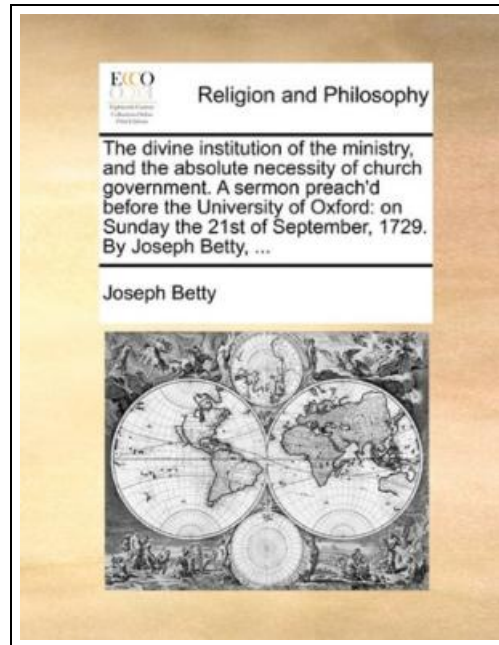 ECCO
Religion and Philosophy
The divine institution of the ministry,
and the absolute necessity of church
government. A sermon preach'd
before the University of Oxford: on
Sunday the 21st of September, 1729.
By Joseph Betty, ...
Joseph Betty